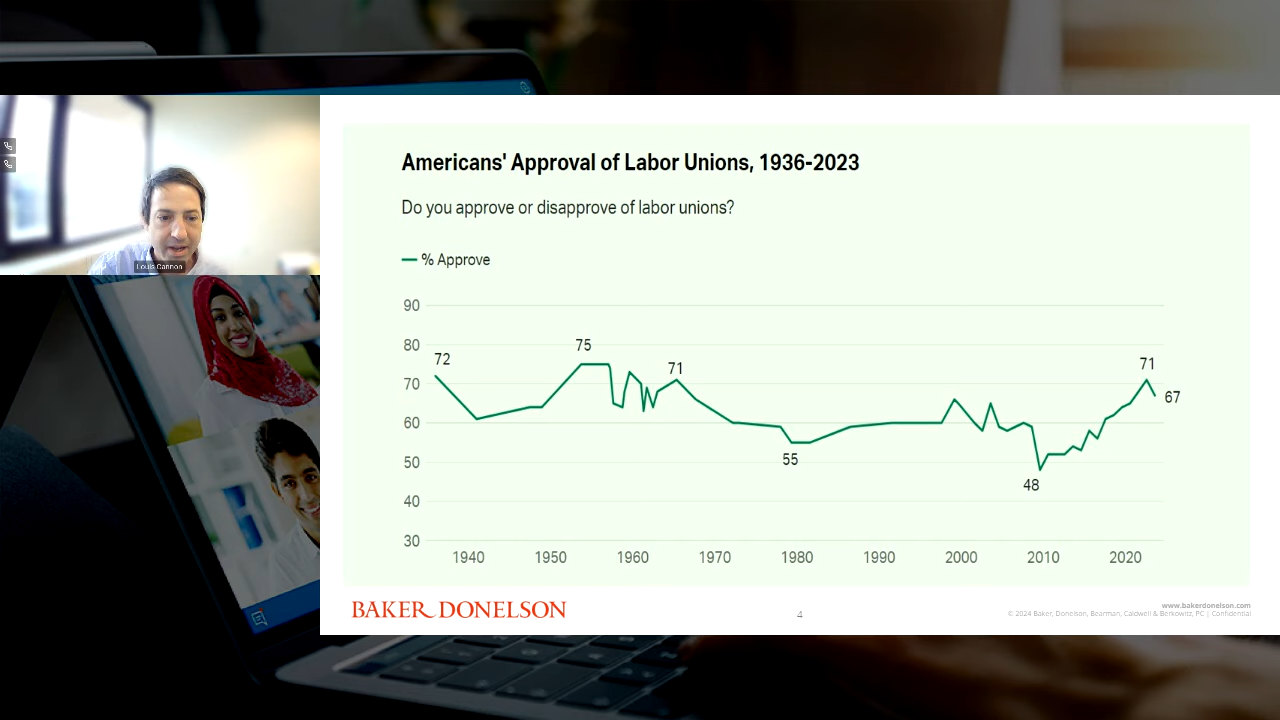 Louis Cannon
Americans' Approval of Labor Unions, 1936-2023
Do you approve or disapprove of labor unions?
% Approve
90
80
70
60
50
40
30
72
75
71
55
48
71
67
1940 1950 1960 1970 1980 1990 2000 2010 2020
BAKER DONELSON
4
www.bakerdonelson.com
© 2024 Baker, Donelson, Bearman, Caldwell & Berkowitz, PC | Confidential